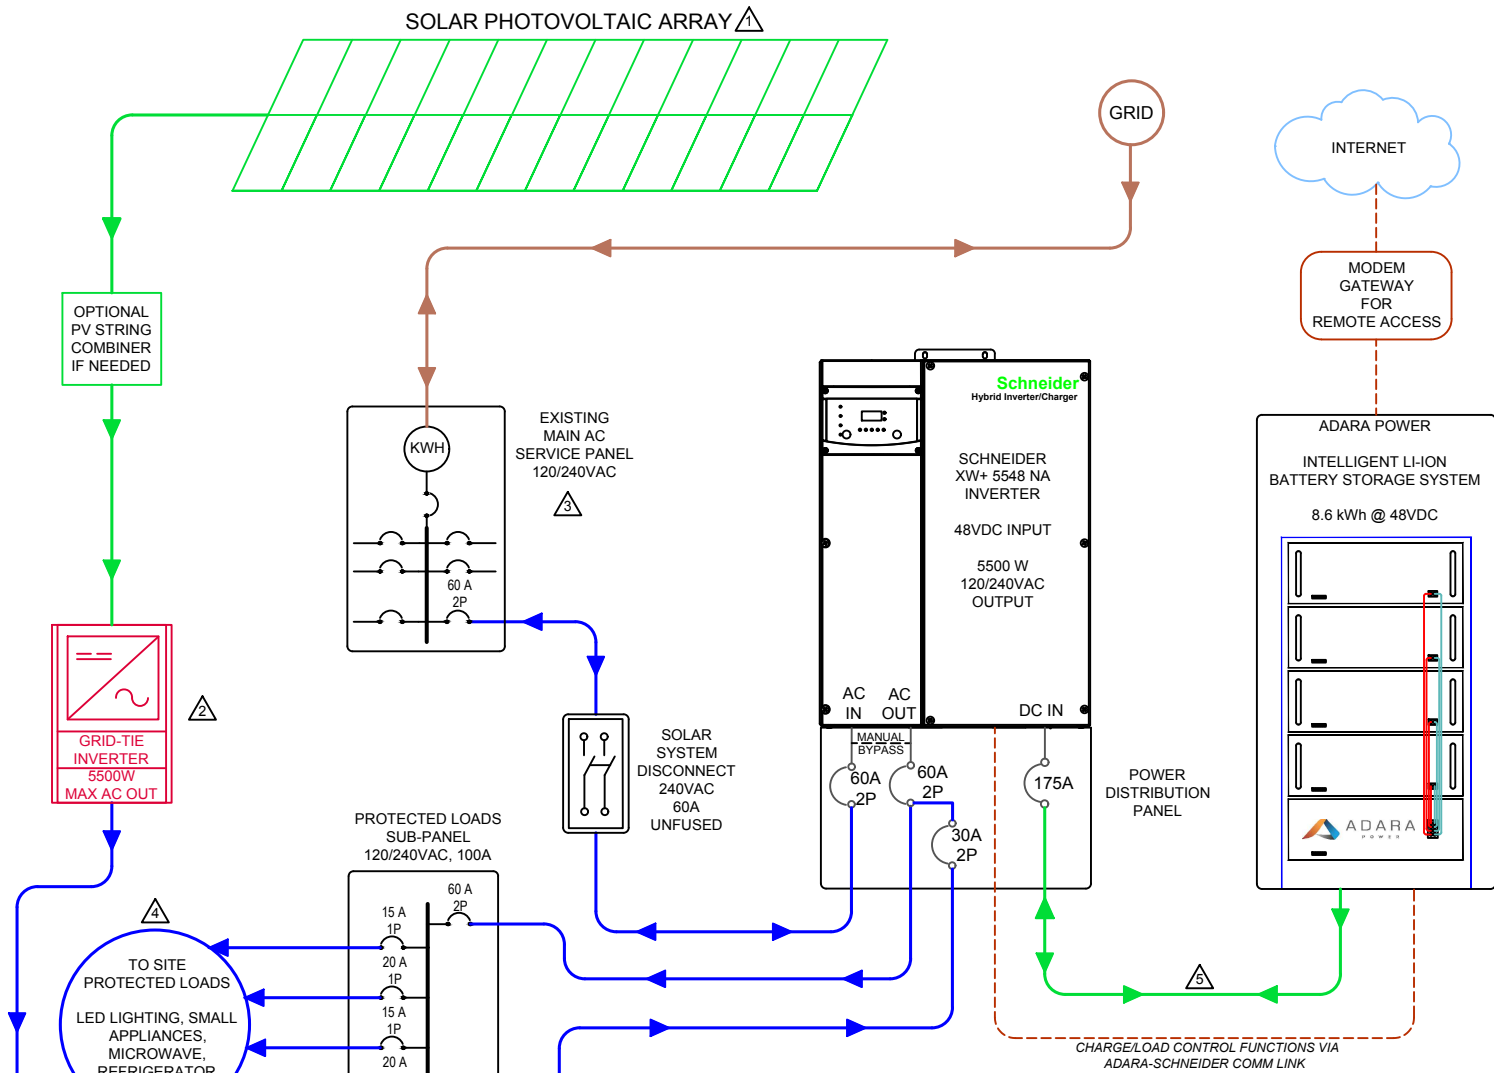 SOLAR PHOTOVOLTAIC ARRAY
1
GRID
INTERNET
MODEM
GATEWAY
FOR
REMOTE ACCESS
OPTIONAL
PV STRING
COMBINER
IF NEEDED
EXISTING
MAIN AC
SERVICE PANEL
120/240VAC
3
KWH
60 A
2P
Schneider
Hybrid Inverter/Charger
SCHNEIDER
XW+ 5548 NA
INVERTER
48VDC INPUT
5500 W
120/240VAC
OUTPUT
AC
IN
AC
OUT
DC IN
ADARA POWER
INTELLIGENT LI-ION
BATTERY STORAGE SYSTEM
8.6 kWh @ 48VDC
ADARA
POWER
2
GRID-TIE
INVERTER
5500W
MAX AC OUT
SOLAR
SYSTEM
DISCONNECT
240VAC
60A
UNFUSED
MANUAL
BYPASS
60A
2P
60A
2P
30A
2P
175A
POWER
DISTRIBUTION
PANEL
PROTECTED LOADS
SUB-PANEL
120/240VAC, 100A
60 A
2P
15 A
1P
20 A
1P
15 A
1P
20 A
4
TO SITE
PROTECTED LOADS
LED LIGHTING, SMALL
APPLIANCES,
MICROWAVE,
REFRIGERATOR
5
CHARGE/LOAD CONTROL FUNCTIONS VIA
ADARA-SCHNEIDER COMM LINK